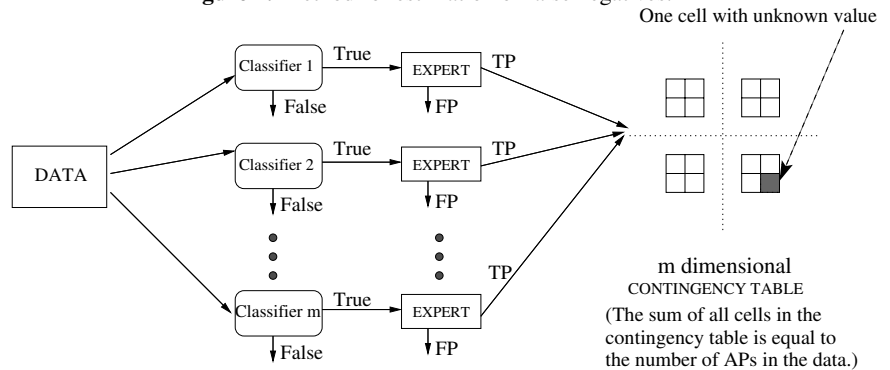 One cell with unknown value
Classifier 1
True
EXPERT
TP
False
FP
DATA
Classifier 2
True
EXPERT
TP
False
FP
TP
Classifier m
True
EXPERT
False
FP
m dimensional
CONTINGENCY TABLE
(The sum of all cells in the
contingency table is equal to
the number of APs in the data.)